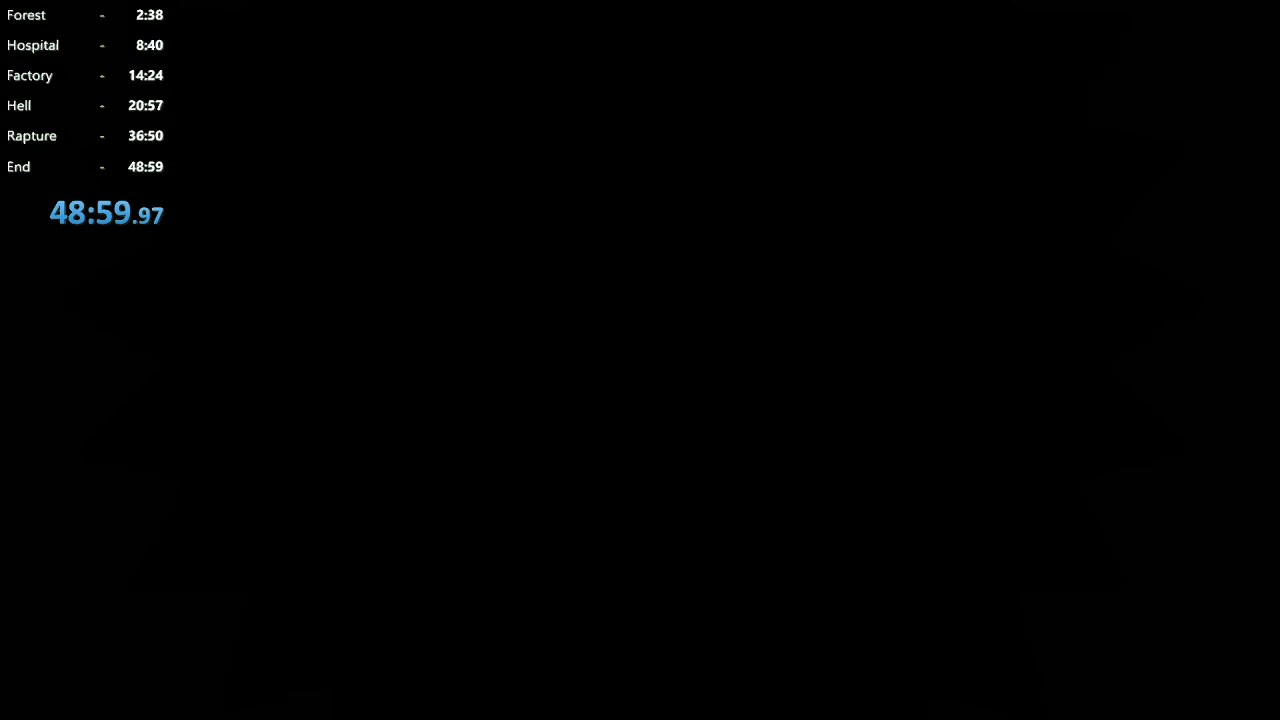 Forest - 2:38
Hospital - 8:40
Factory - 14:24
Hell - 20:57
Rapture - 36:50
End - 48:59
48:59.97